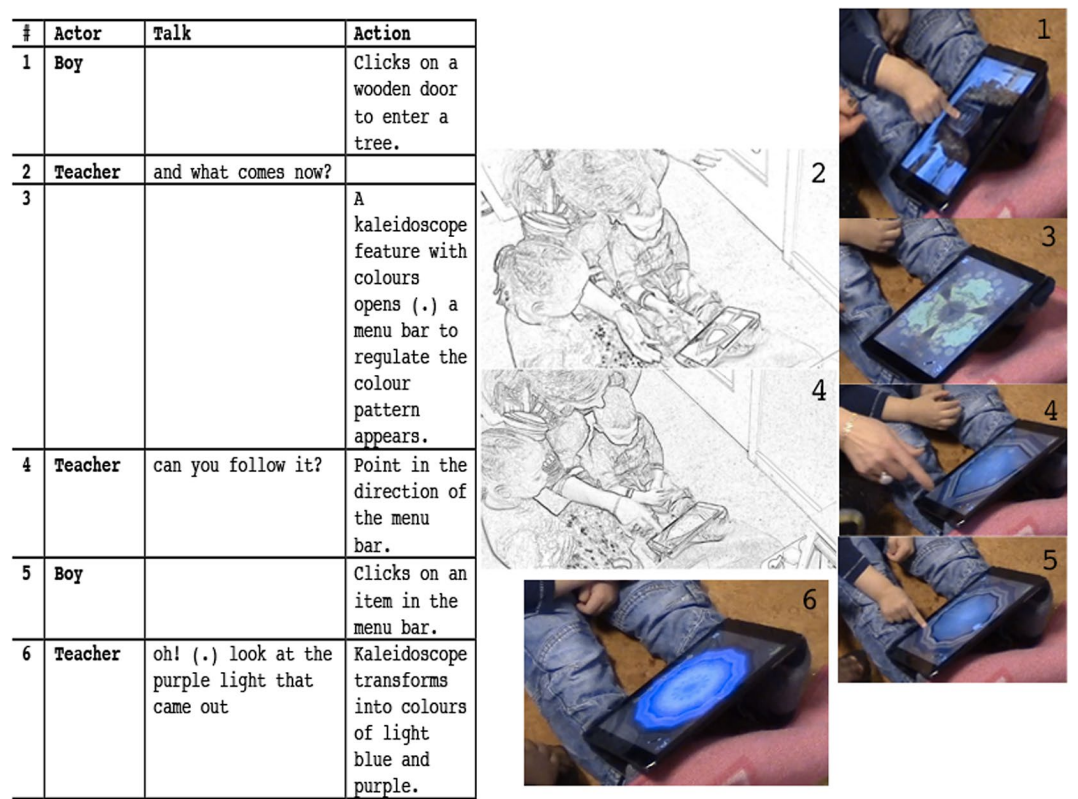 # Actor Talk Action
1 Boy Clicks on a
wooden door
to enter a
tree.
2 Teacher and what comes now?
3 A
kaleidoscope
feature with
colours
opens (.) a
menu bar to
regulate the
colour
pattern
appears.
4 Teacher can you follow it? Point in the
direction of
the menu
bar.
5 Boy Clicks on an
item in the
menu bar.
6 Teacher oh! (.) look at the Kaleidoscope
purple light that transforms
came out into colours
of light
blue and
purple.
1
2
3
4
4
5
6